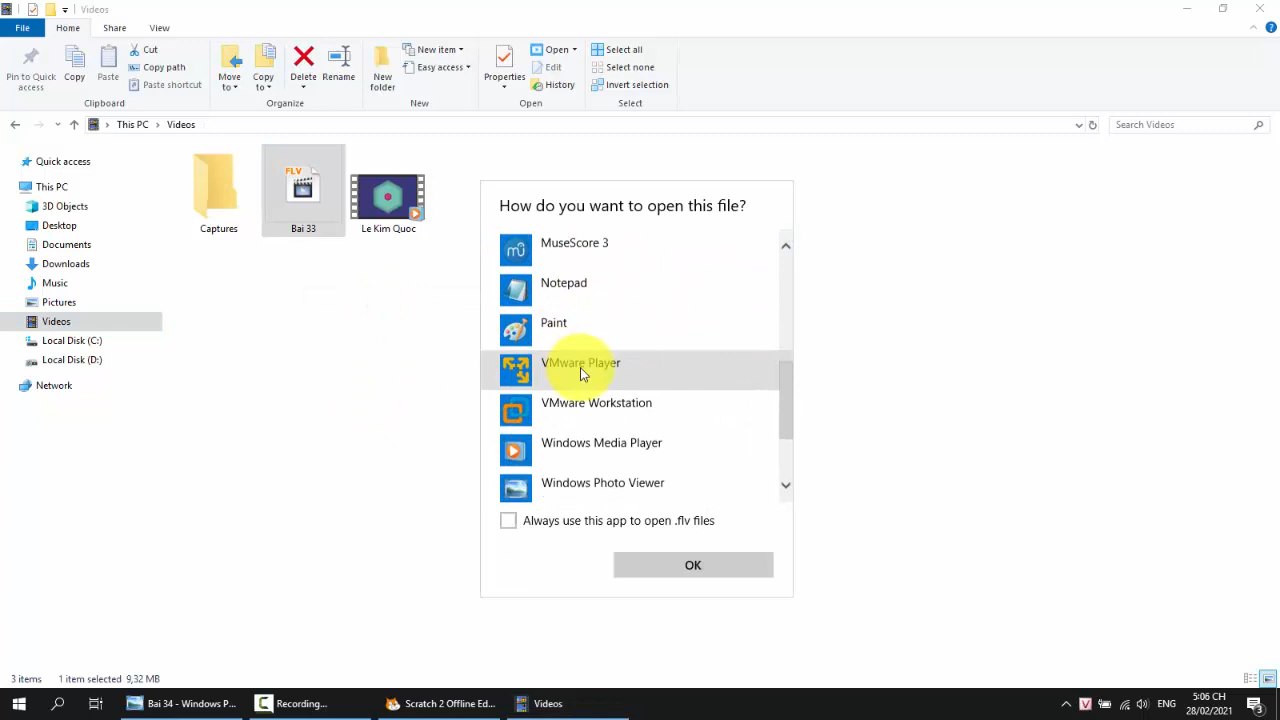 Videos
File
Home
Share
View
Pin to Quick access
Copy
Paste
Cut
Copy path
Paste shortcut
Clipboard
Move to
Copy to
Delete
Rename
Organize
New folder
New item
Easy access
New
Properties
Open
Edit
History
Open
Select all
Select none
Invert selection
Select
This PC
Videos
Search Videos
Quick access
This PC
3D Objects
Desktop
Documents
Downloads
Music
Pictures
Videos
Local Disk (C:)
Local Disk (D:)
Network
Captures
FLV
Bai 33
Le Kim Quoc
How do you want to open this file?
MuseScore 3
Notepad
Paint
VMware Player
VMware Workstation
Windows Media Player
Windows Photo Viewer
Always use this app to open .flv files
OK
3 items
1 item selected 9,32 MB
Bai 34 - Windows P...
Recording...
Scratch 2 Offline Ed...
Videos
V
ENG
5:06 CH
28/02/2021
3